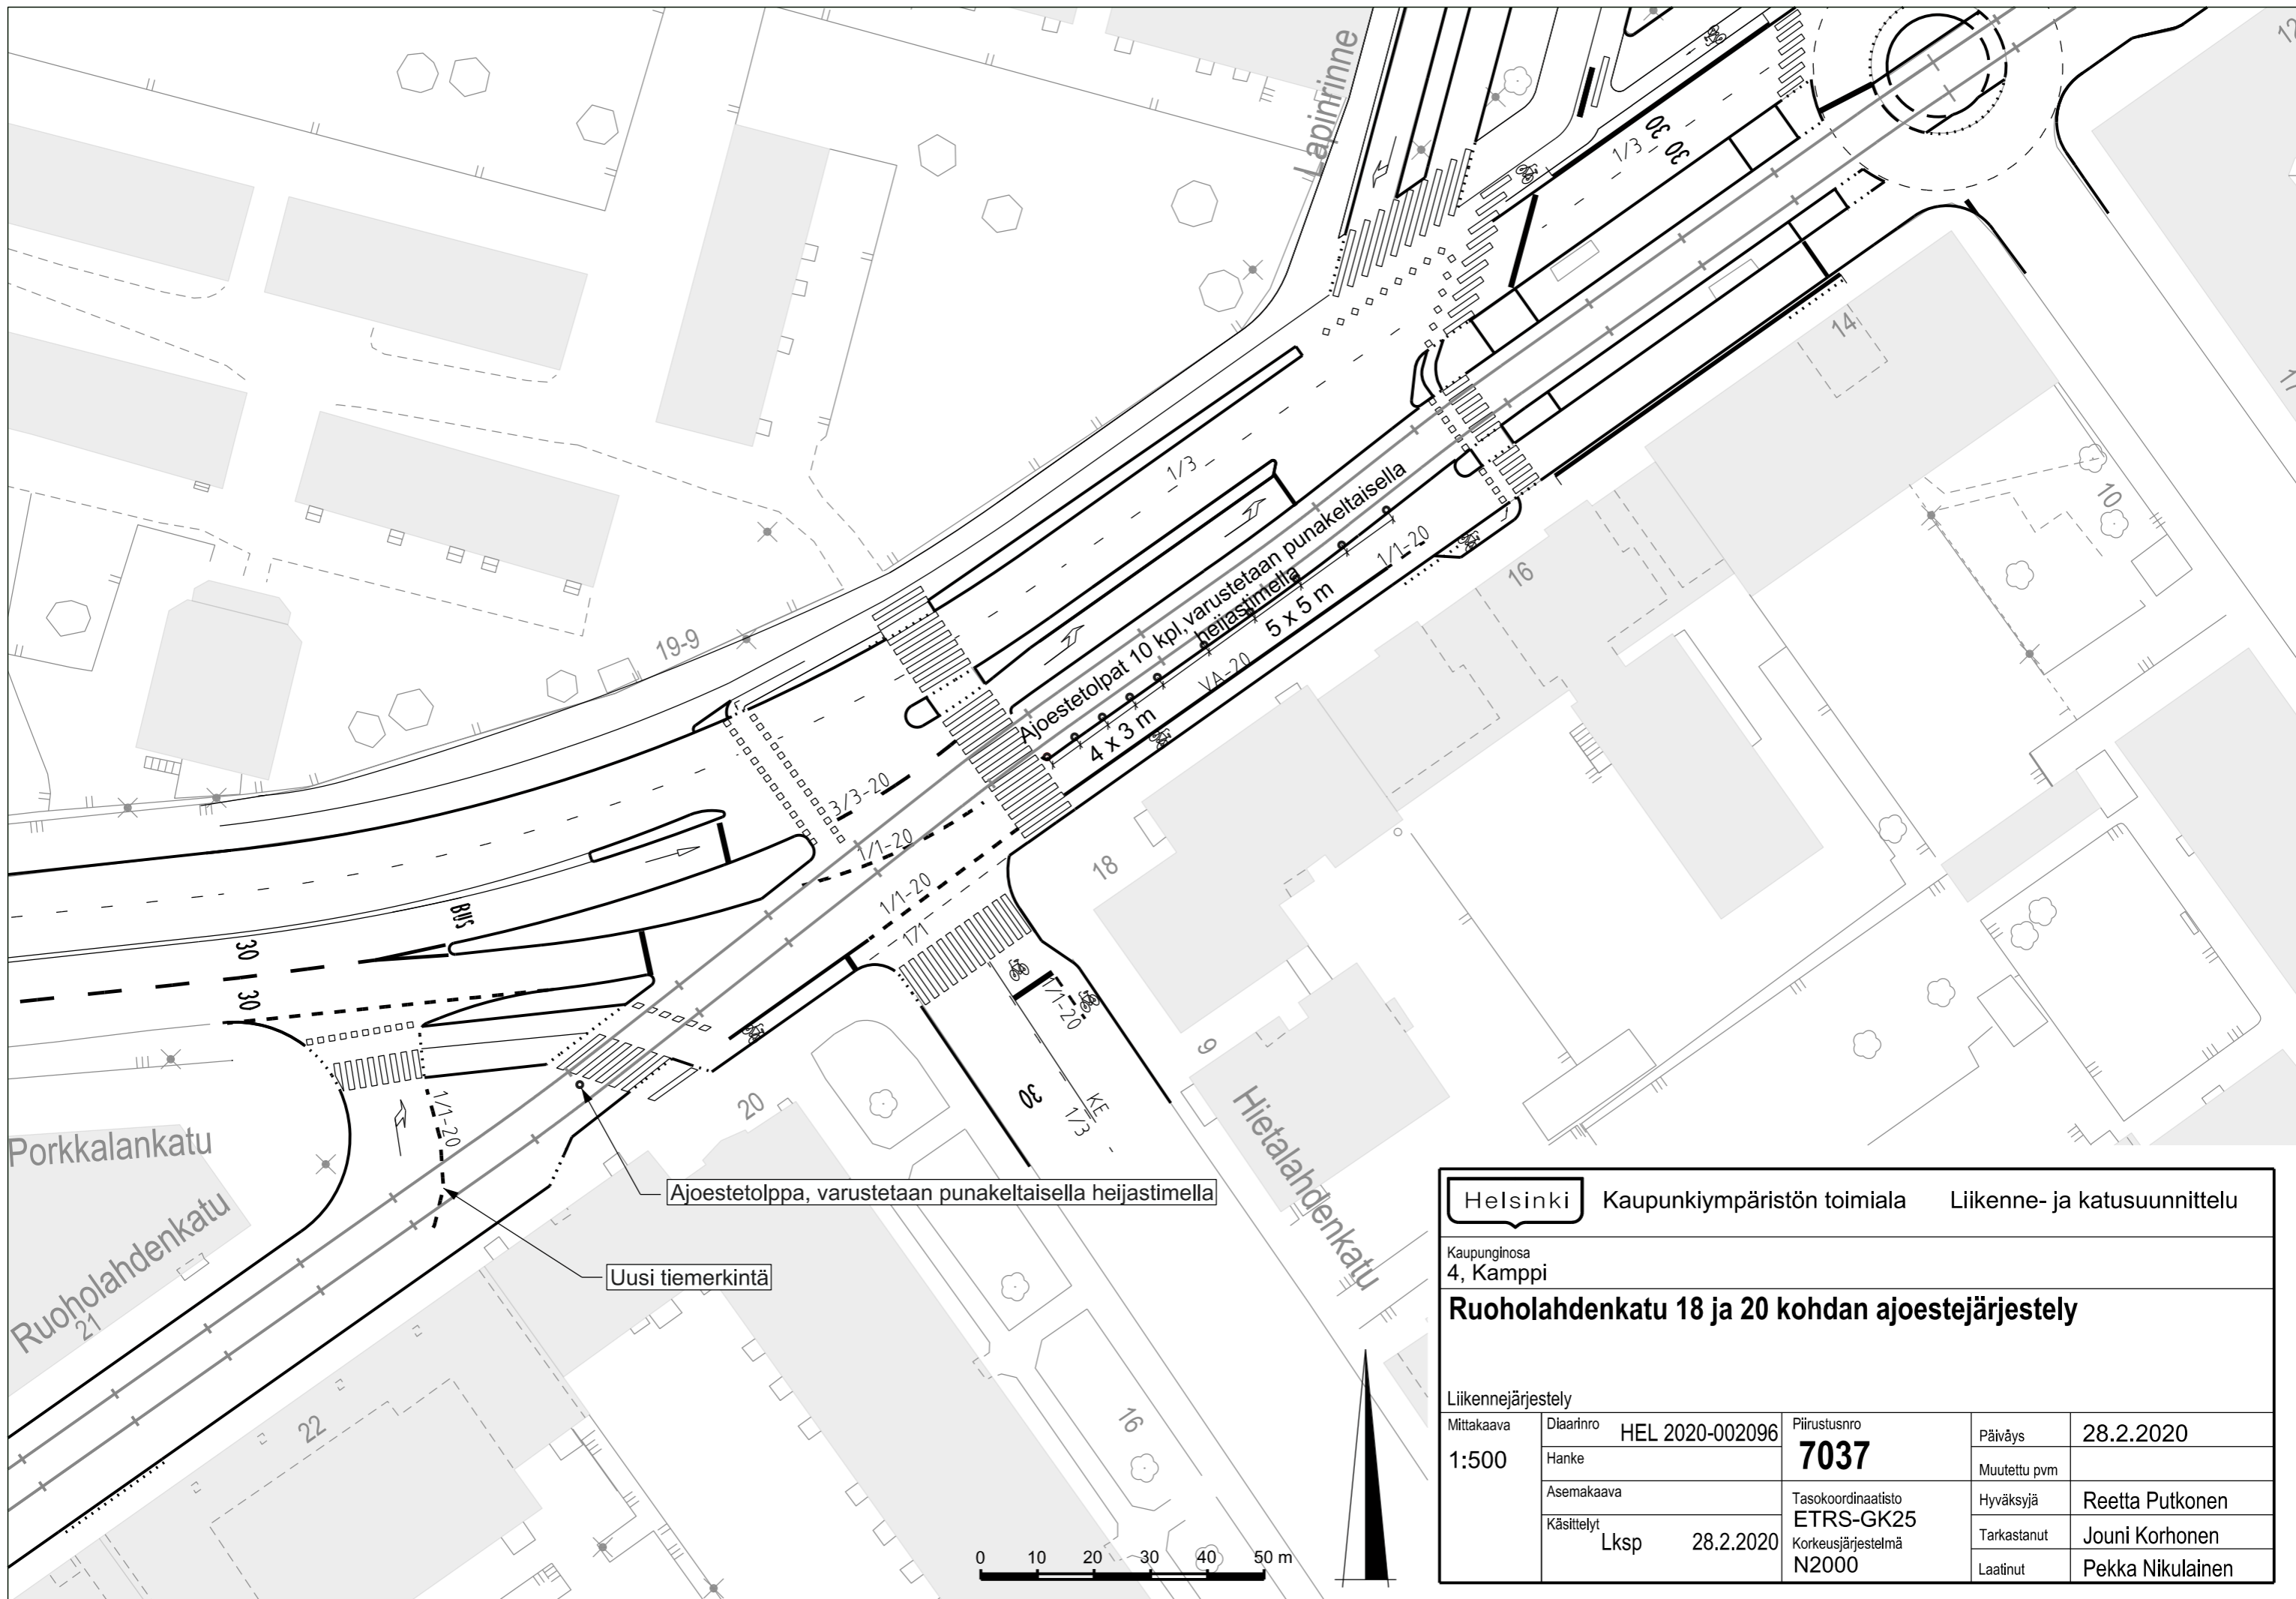 Lapinrinne
12
30
30
1/3
14
17
10
1/3
Ajoestetolpat 10 kpl, varustetaan punakeltaisella
heijastimella
1/1-20
5 x 5 m
16
VA-20
4 x 3 m
19-9
3/3-20
1/1-20
1/1-20
1/1
18
BUS
30
30
1/1-20
1/1-20
30
KE
1/3
9
20
Hietalahdenkatu
Porkkalankatu
Ruoholahdenkatu
21
22
16
Ajoestetolppa, varustetaan punakeltaisella heijastimella
Uusi tiemerkintä
0 10 20 30 40 50 m
Helsinki Kaupunkiympäristön toimiala Liikenne- ja katusuunnittelu
Kaupunginosa
4, Kamppi
Ruoholahdenkatu 18 ja 20 kohdan ajoestejärjestely
Liikennejärjestely
Mittakaava
1:500
Diaarinro HEL 2020-002096
Hanke
Asemakaava
Käsittelyt
Lksp 28.2.2020
Piirustusnro
7037
Tasokoordinaatisto
ETRS-GK25
Korkeusjärjestelmä
N2000
Päiväys 28.2.2020
Muutettu pvm
Hyväksyjä Reetta Putkonen
Tarkastanut Jouni Korhonen
Laatinut Pekka Nikulainen